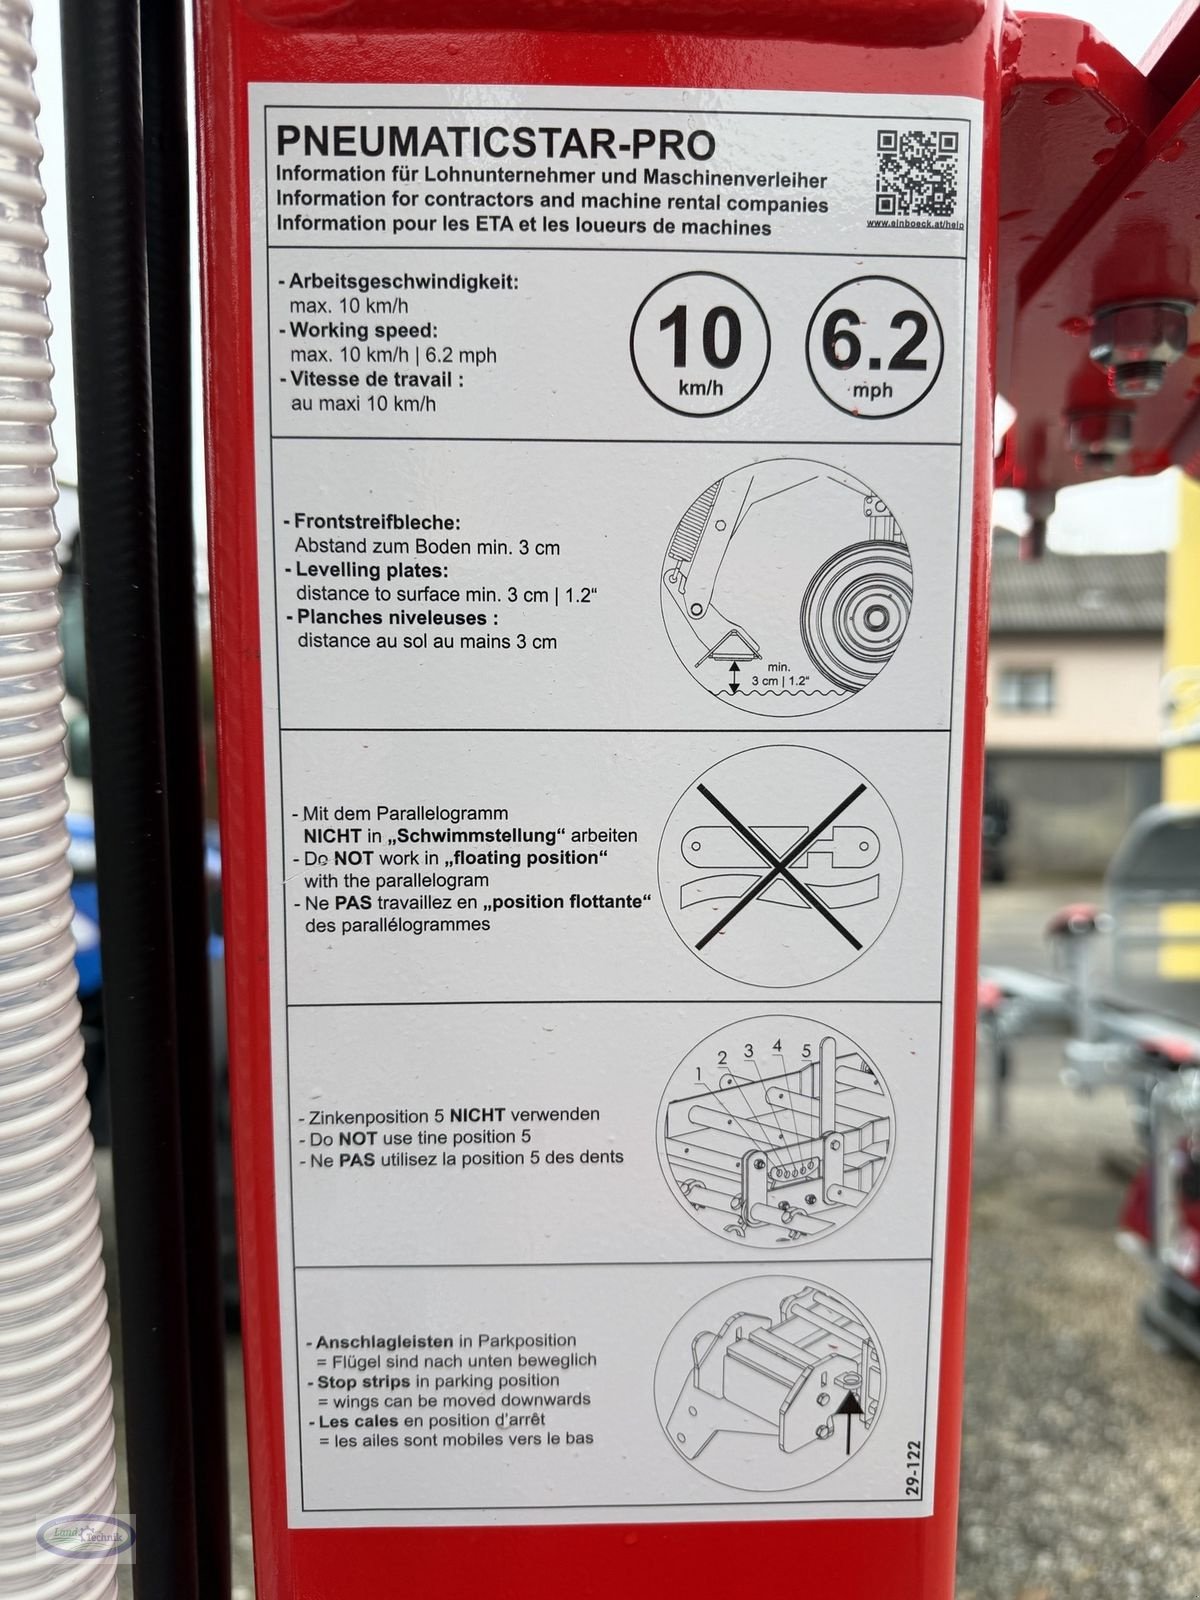 PNEUMATICSTAR-PRO
Information für Lohnunternehmer und Maschinenverleiher
Information for contractors and machine rental companies
Information pour les ETA et les loueurs de machines
www.einboeck.at/help
- Arbeitsgeschwindigkeit:
max. 10 km/h
- Working speed:
max. 10 km/h | 6.2 mph
- Vitesse de travail :
au maxi 10 km/h
10
km/h
6.2
mph
- Frontstreifbleche:
Abstand zum Boden min. 3 cm
- Levelling plates:
distance to surface min. 3 cm | 1.2“
- Planches niveleuses :
distance au sol au mains 3 cm
min.
3 cm | 1.2“
- Mit dem Parallelogramm
NICHT in „Schwimmstellung“ arbeiten
- Do NOT work in „floating position“
with the parallelogram
- Ne PAS travaillez en „position flottante“
des parallélogrammes
- Zinkenposition 5 NICHT verwenden
- Do NOT use tine position 5
- Ne PAS utilisez la position 5 des dents
1 2 3 4 5
- Anschlagleisten in Parkposition
= Flügel sind nach unten beweglich
- Stop strips in parking position
= wings can be moved downwards
- Les cales en position d'arrêt
= les ailes sont mobiles vers le bas
29-122
Land Technik